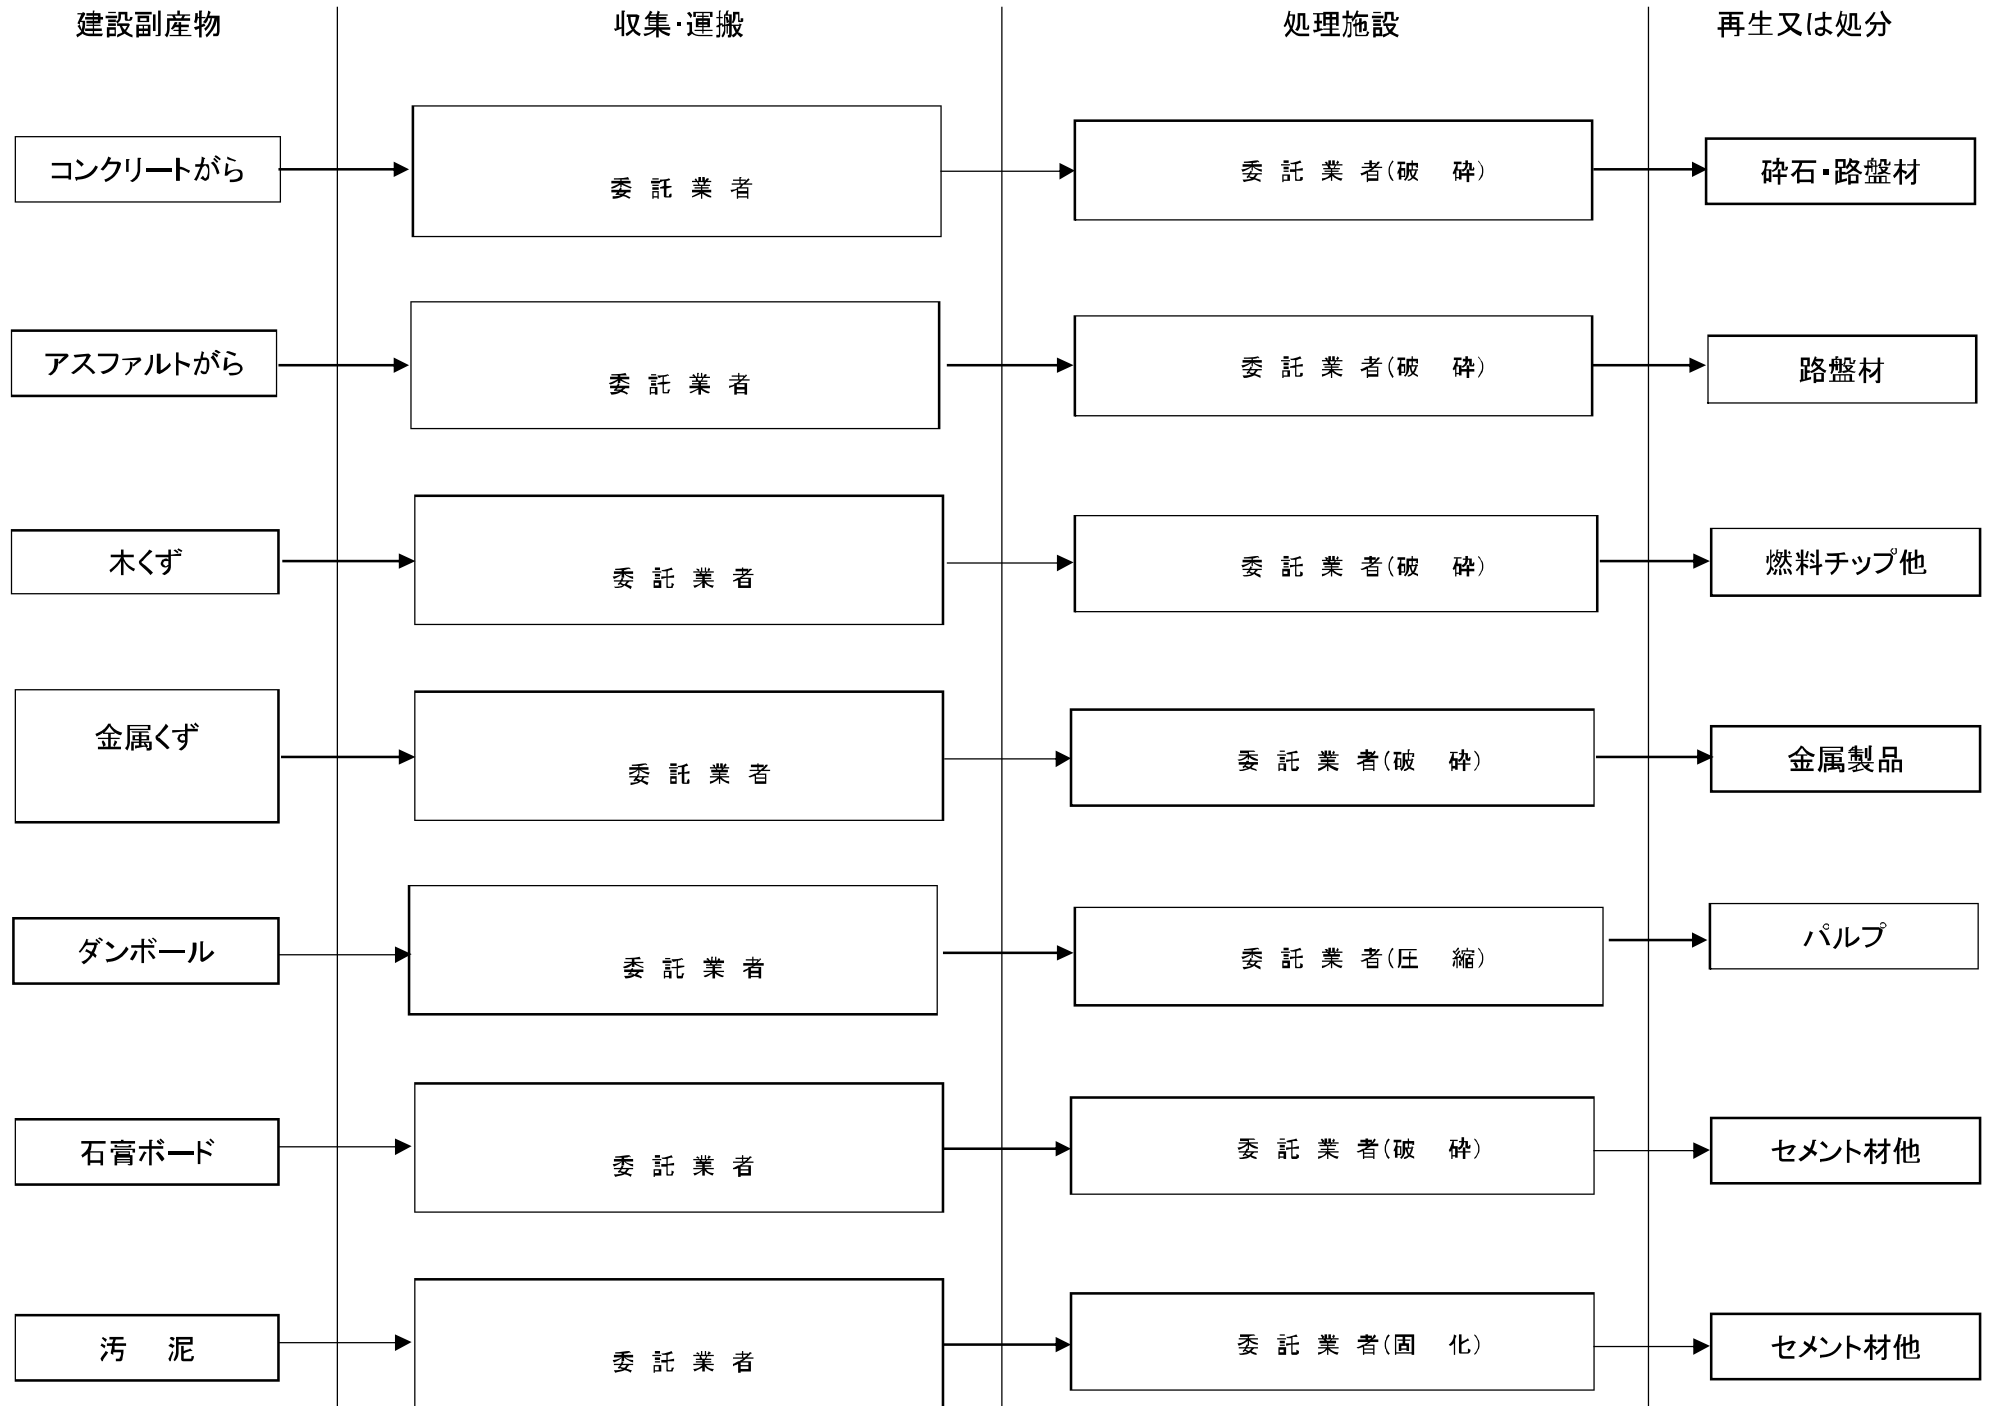 建設副産物 収集・運搬 処理施設 再生又は処分
コンクリートがら 委 託 業 者 委 託 業 者(破 砕) 砕石・路盤材
アスファルトがら 委 託 業 者 委 託 業 者(破 砕) 路盤材
木くず 委 託 業 者 委 託 業 者(破 砕) 燃料チップ他
金属くず 委 託 業 者 委 託 業 者(破 砕) 金属製品
ダンボール 委 託 業 者 委 託 業 者(圧 縮) パルプ
石膏ボード 委 託 業 者 委 託 業 者(破 砕) セメント材他
汚 泥 委 託 業 者 委 託 業 者(固 化) セメント材他